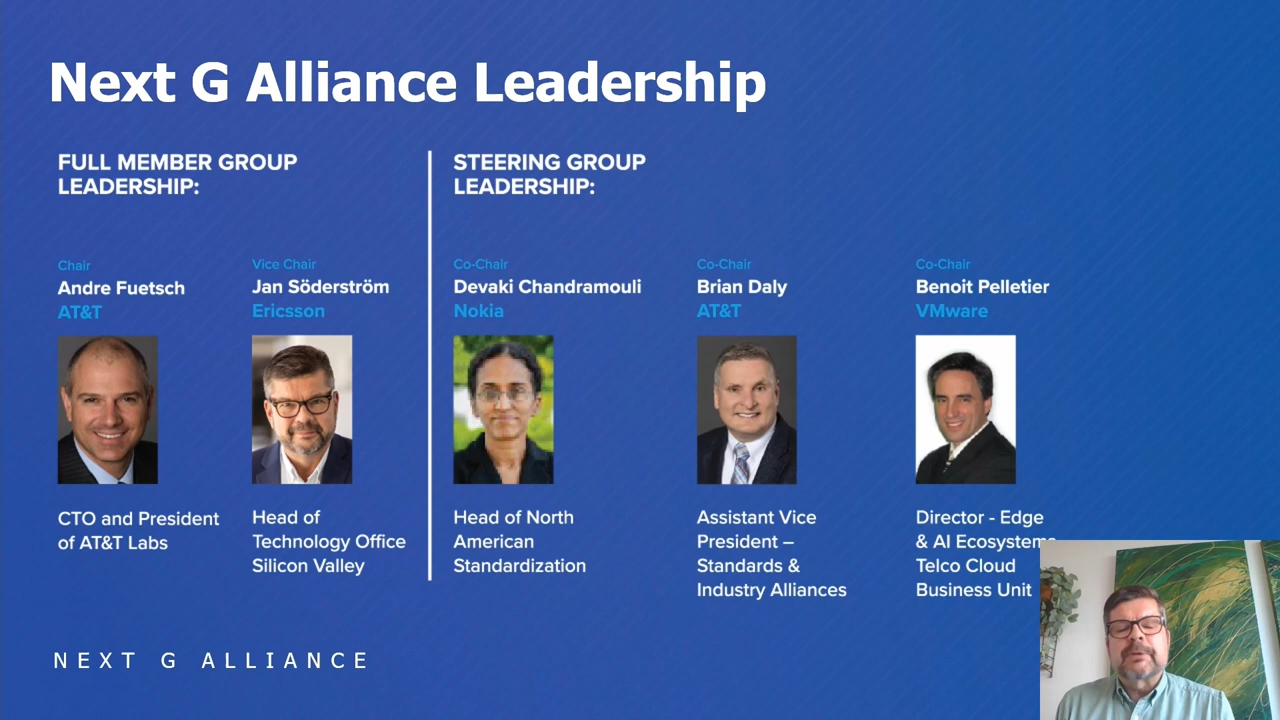 Next G Alliance Leadership
FULL MEMBER GROUP
LEADERSHIP:
Chair
Andre Fuetsch
AT&T
CTO and President
of AT&T Labs
Vice Chair
Jan Söderström
Ericsson
Head of
Technology Office
Silicon Valley
STEERING GROUP
LEADERSHIP:
Co-Chair
Devaki Chandramouli
Nokia
Head of North
American
Standardization
Co-Chair
Brian Daly
AT&T
Assistant Vice
President –
Standards &
Industry Alliances
Co-Chair
Benoit Pelletier
VMware
Director - Edge
& AI Ecosystems
Telco Cloud
Business Unit
NEXT G ALLIANCE